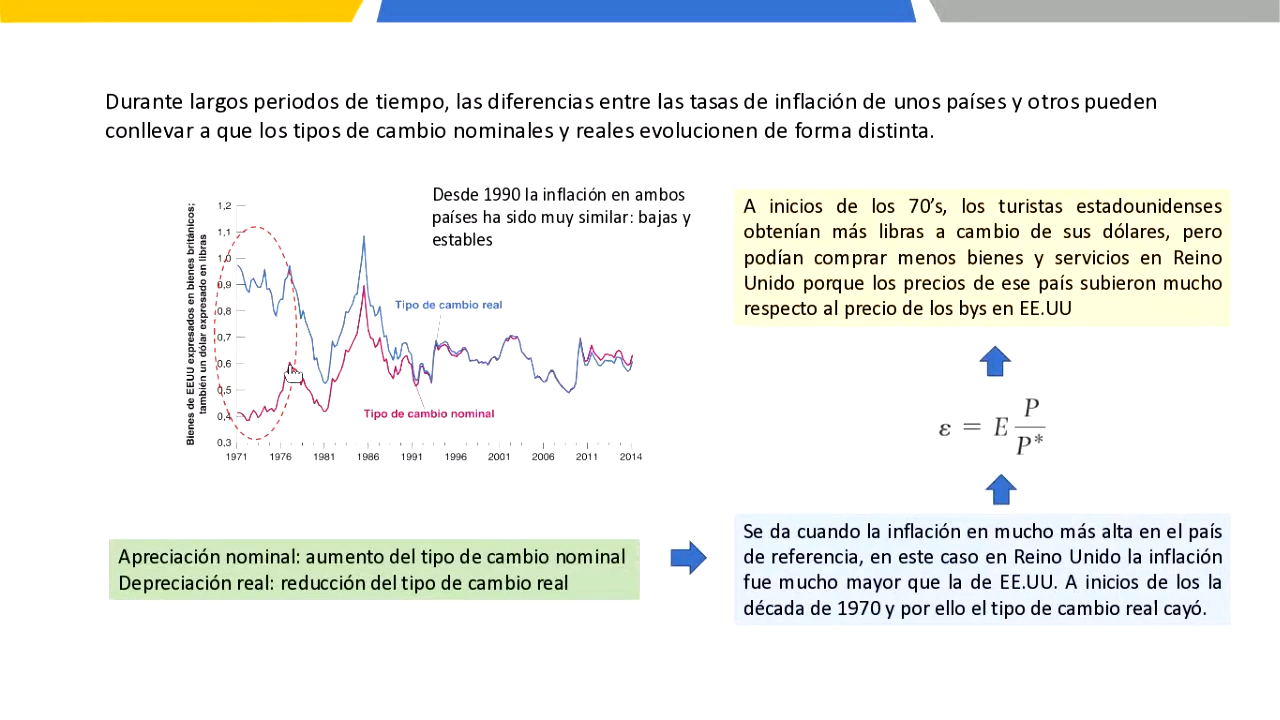 Durante largos periodos de tiempo, las diferencias entre las tasas de inflación de unos países y otros pueden
conllevar a que los tipos de cambio nominales y reales evolucionen de forma distinta.
Bienes de EEUU expresados en bienes británicos;
también un dólar expresado en libras
1,2
1,1
1,0
0,9
0,8
0,7
0,6
0,5
0,4
0,3
1971 1976 1981 1986 1991 1996 2001 2006 2011 2014
Desde 1990 la inflación en ambos
países ha sido muy similar: bajas y
estables
Tipo de cambio real
Tipo de cambio nominal
A inicios de los 70’s, los turistas estadounidenses
obtenían más libras a cambio de sus dólares, pero
podían comprar menos bienes y servicios en Reino
Unido porque los precios de ese país subieron mucho
respecto al precio de los bys en EE.UU
ε = E P/P*
Apreciación nominal: aumento del tipo de cambio nominal
Depreciación real: reducción del tipo de cambio real
Se da cuando la inflación en mucho más alta en el país
de referencia, en este caso en Reino Unido la inflación
fue mucho mayor que la de EE.UU. A inicios de los la
década de 1970 y por ello el tipo de cambio real cayó.